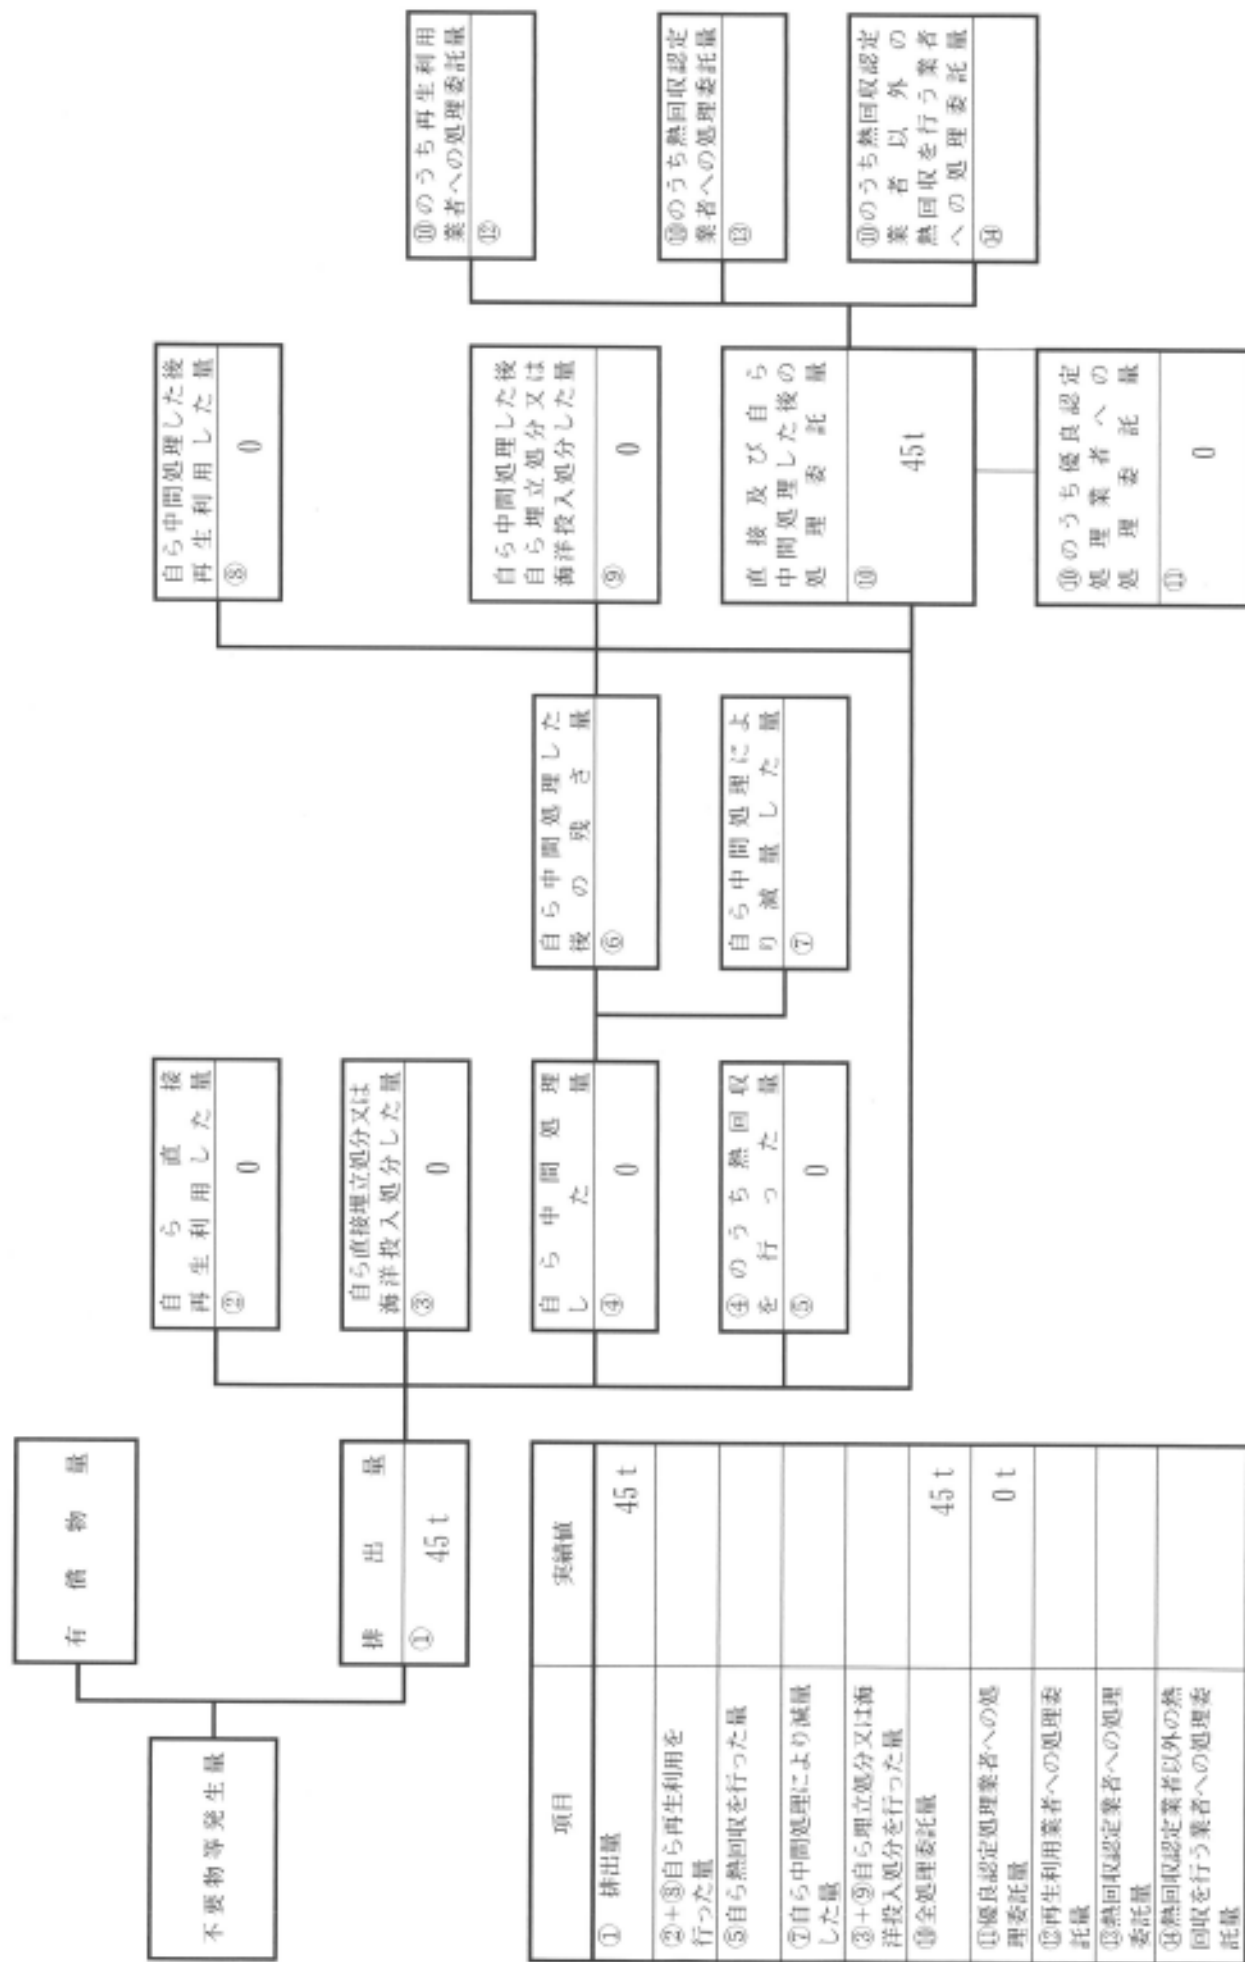 不要物等発生量
有償物量
排出量
① 45 t
自ら直接
再生利用した量
② 0
自ら直接埋立処分又は
海洋投入処分した量
③ 0
自ら中間処理
した量
④ 0
④のうち熱回収
を行った量
⑤ 0
自ら中間処理した
後の残さ量
⑥
自ら中間処理によ
り減量した量
⑦
自ら中間処理した後
再生利用した量
⑧ 0
自ら中間処理した後
自ら埋立処分又は
海洋投入処分した量
⑨ 0
直接及び自ら
中間処理した後の
処理委託量
⑩ 45t
⑩のうち優良認定
処理業者への
処理委託量
⑪ 0
⑩のうち再生利用
業者への処理委託量
⑫
⑩のうち熱回収認定
業者への処理委託量
⑬
⑩のうち熱回収認定
業者以外の
熱回収を行う業者
への処理委託量
⑭
項目 実績値
① 排出量 45 t
②+⑧自ら再生利用を
行った量
⑤自ら熱回収を行った量
⑦自ら中間処理により減量
した量
③+⑨自ら埋立処分又は海
洋投入処分を行った量
⑩全処理委託量 45 t
⑪優良認定処理業者への処
理委託量 0 t
⑫再生利用業者への処理委
託量
⑬熱回収認定業者への処理
委託量
⑭熱回収認定業者以外の熱
回収を行う業者への処理委
託量